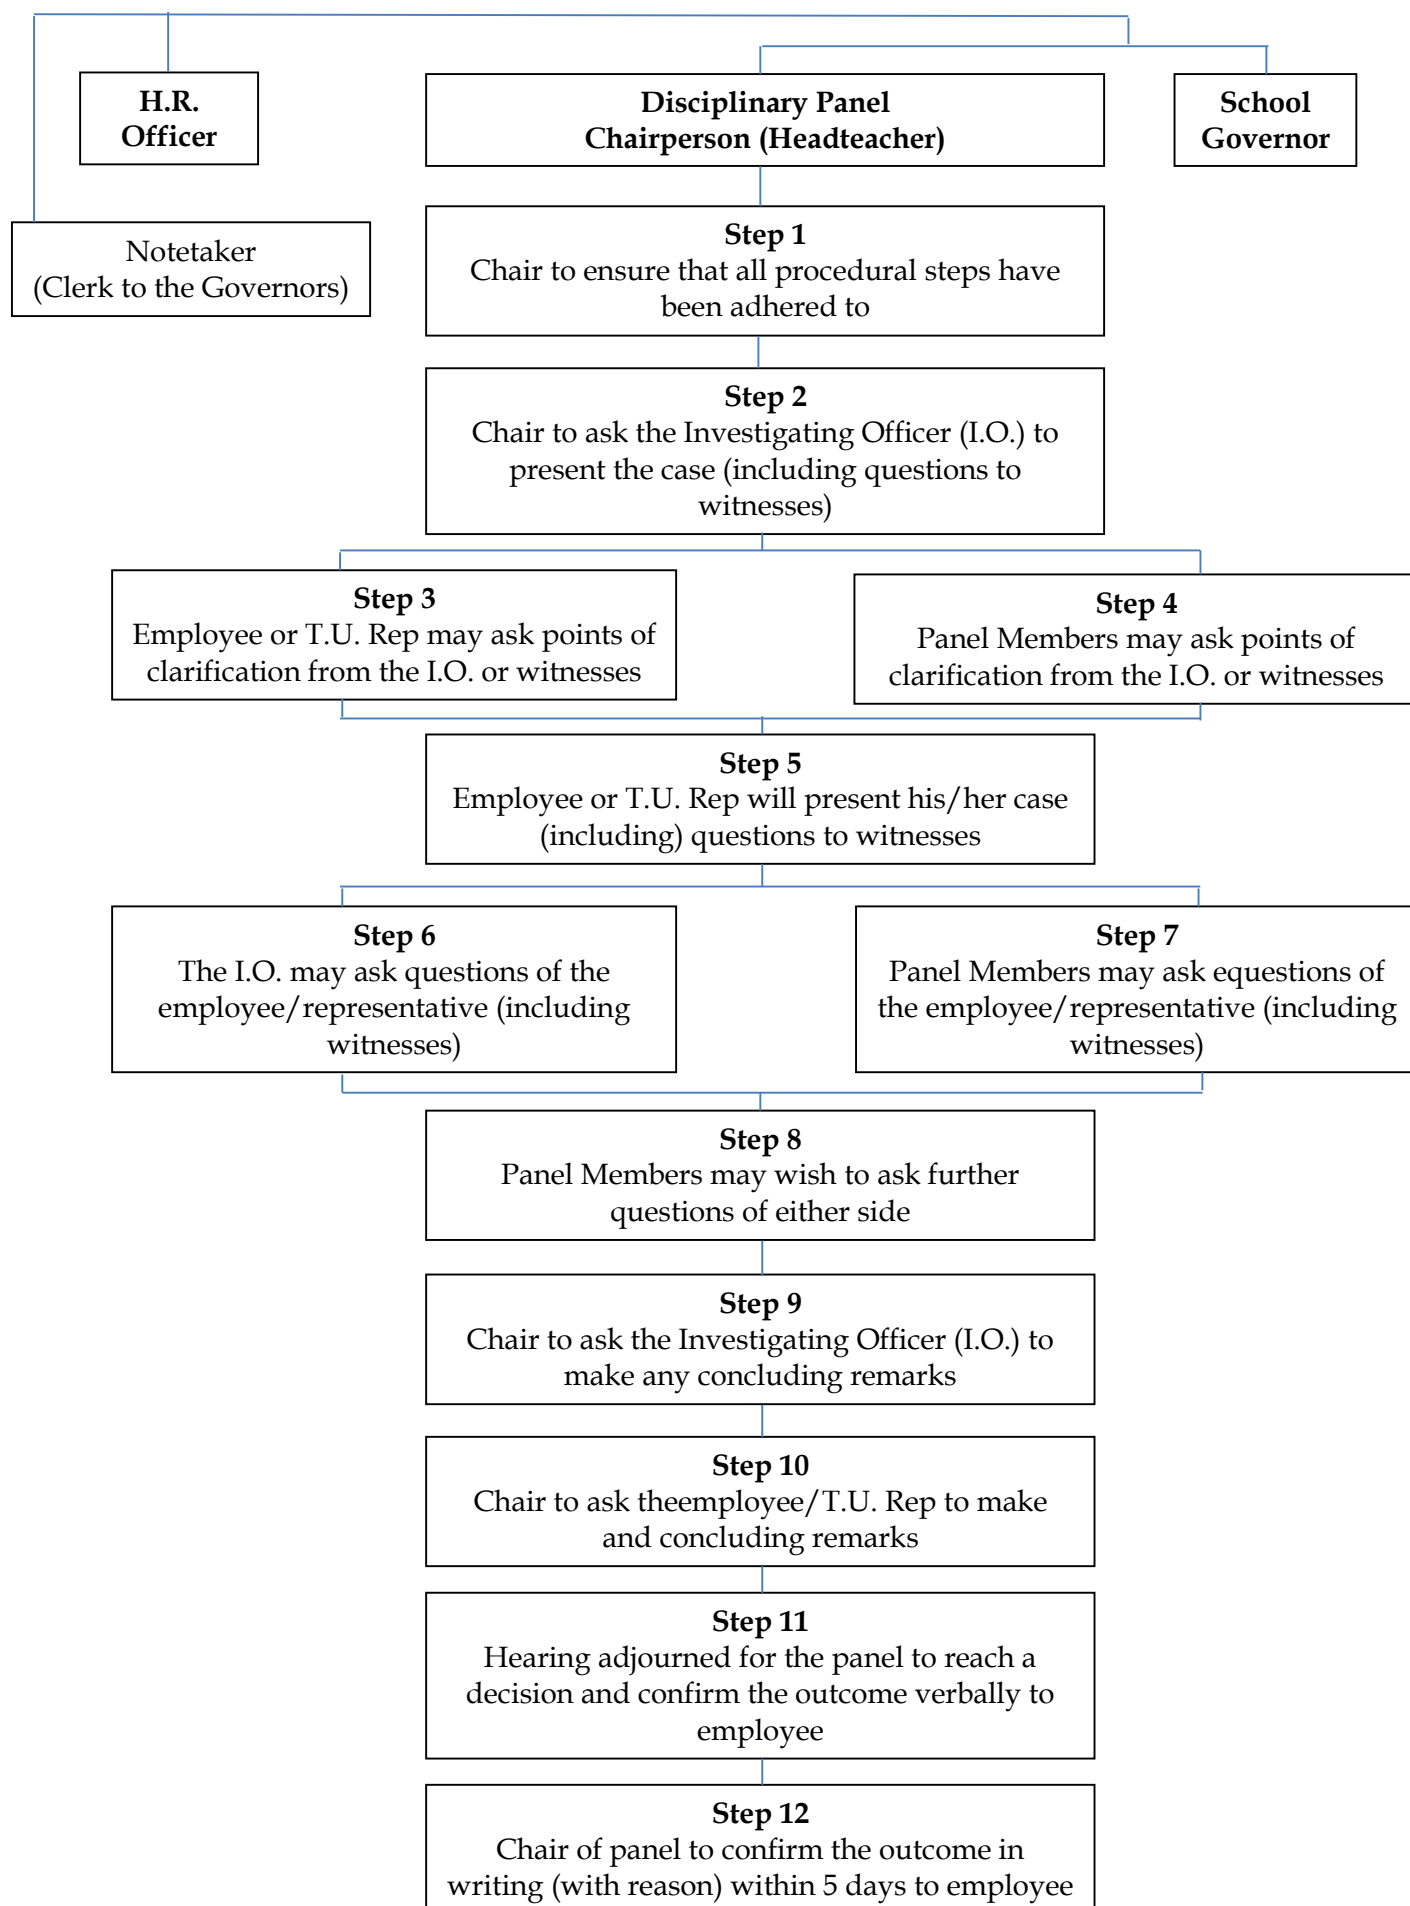 H.R.
Officer
Disciplinary Panel
Chairperson (Headteacher)
School
Governor
Notetaker
(Clerk to the Governors)
Step 1
Chair to ensure that all procedural steps have
been adhered to
Step 2
Chair to ask the Investigating Officer (I.O.) to
present the case (including questions to
witnesses)
Step 3
Employee or T.U. Rep may ask points of
clarification from the I.O. or witnesses
Step 4
Panel Members may ask points of
clarification from the I.O. or witnesses
Step 5
Employee or T.U. Rep will present his/her case
(including) questions to witnesses
Step 6
The I.O. may ask questions of the
employee/representative (including
witnesses)
Step 7
Panel Members may ask equestions of
the employee/representative (including
witnesses)
Step 8
Panel Members may wish to ask further
questions of either side
Step 9
Chair to ask the Investigating Officer (I.O.) to
make any concluding remarks
Step 10
Chair to ask theemployee/T.U. Rep to make
and concluding remarks
Step 11
Hearing adjourned for the panel to reach a
decision and confirm the outcome verbally to
employee
Step 12
Chair of panel to confirm the outcome in
writing (with reason) within 5 days to employee